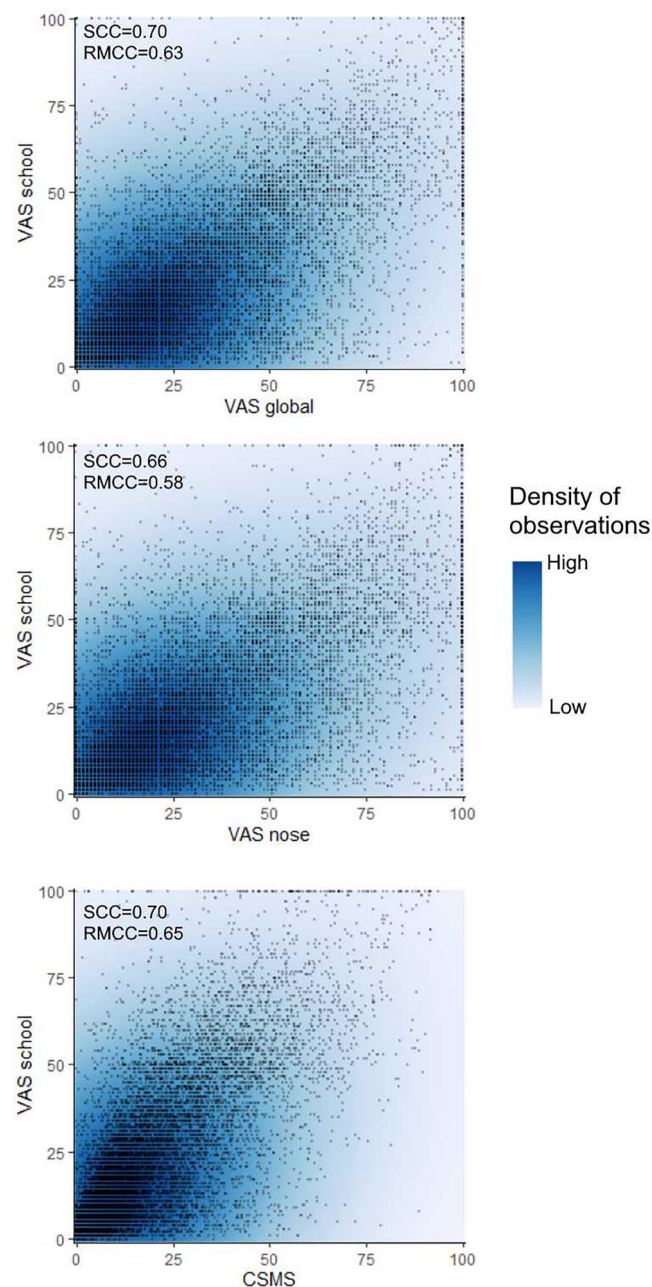 SCC=0.70
RMCC=0.63
VAS school
100
75
50
25
0
0 25 50 75 100
VAS global
SCC=0.66
RMCC=0.58
VAS school
100
75
50
25
0
0 25 50 75 100
VAS nose
Density of
observations
High
Low
SCC=0.70
RMCC=0.65
VAS school
100
75
50
25
0
0 25 50 75 100
CSMS